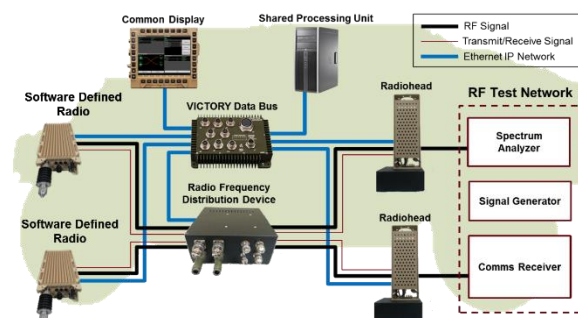 Common Display
Shared Processing Unit
RF Signal
Transmit/Receive Signal
Ethernet IP Network
Software Defined
Radio
VICTORY Data Bus
Radiohead
RF Test Network
Spectrum
Analyzer
Radio Frequency
Distribution Device
Signal Generator
Software Defined
Radio
Radiohead
Comms Receiver